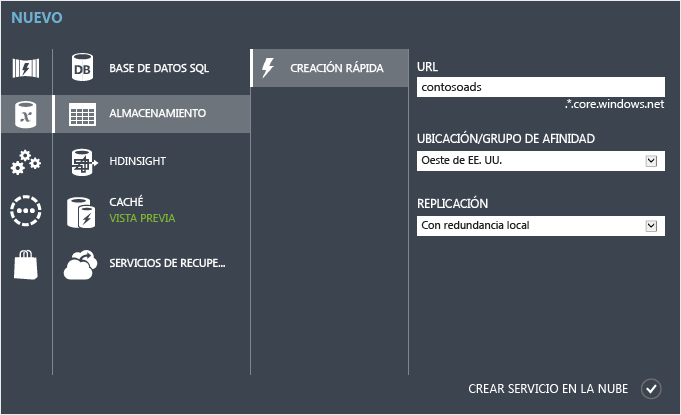 NUEVO
BASE DE DATOS SQL
ALMACENAMIENTO
HDINSIGHT
CACHÉ
VISTA PREVIA
SERVICIOS DE RECUPE...
CREACIÓN RÁPIDA
URL
contosoads
.*.core.windows.net
UBICACIÓN/GRUPO DE AFINIDAD
Oeste de EE. UU.
REPLICACIÓN
Con redundancia local
CREAR SERVICIO EN LA NUBE
DB
x